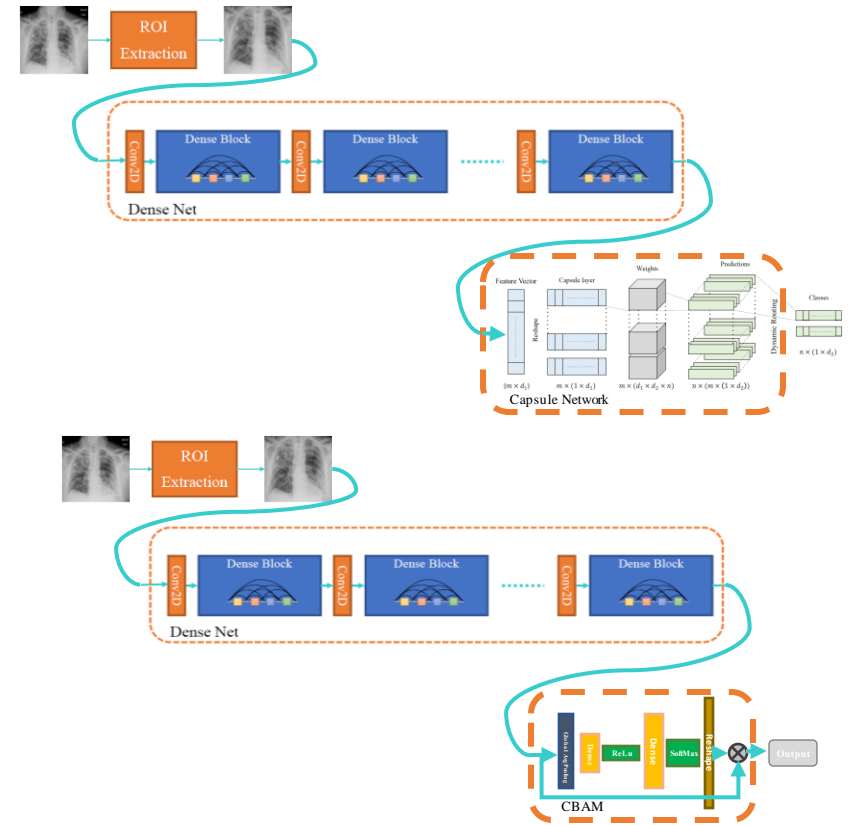 ROI
Extraction
Conv2D
Dense Block
Conv2D
Dense Block
Conv2D
Dense Block
Dense Net
Feature Vector
Capsule layer
Weights
Predictions
Classes
Reshape
Dynamic Routing
(m × d₁)
m × (1 × d₁)
m × (d₁ × d₂ × n)
n × (m × (1 × d₂))
n × (1 × d₂)
Capsule Network
ROI
Extraction
Conv2D
Dense Block
Conv2D
Dense Block
Conv2D
Dense Block
Dense Net
Global AvgPooling
Dense
ReLu
Dense
SoftMax
Reshape
Output
CBAM